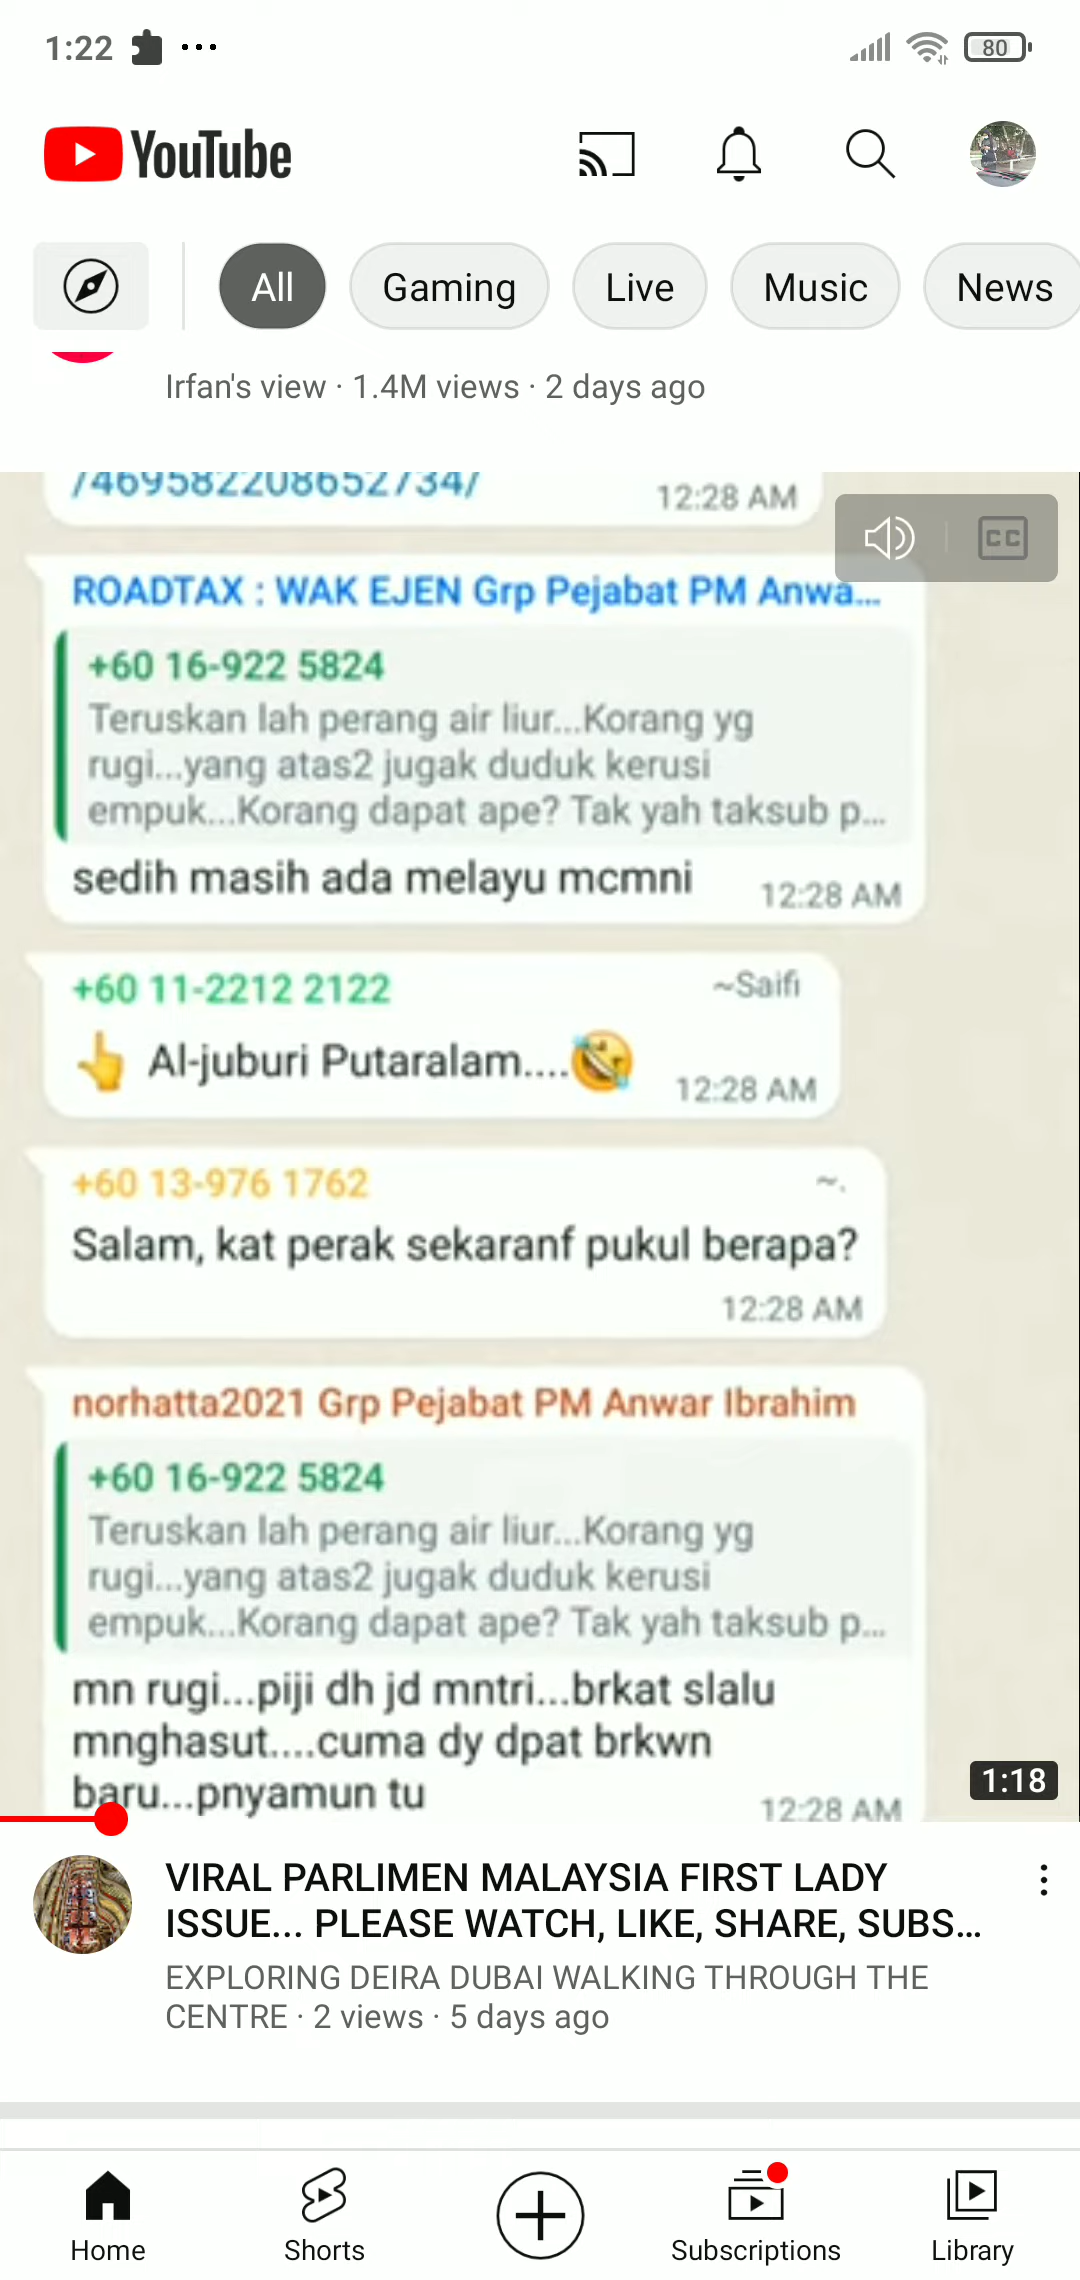 1:22
80
YouTube
All Gaming Live Music News
Irfan's view · 1.4M views · 2 days ago
/469582208652734/
12:28 AM
CC
ROADTAX : WAK EJEN Grp Pejabat PM Anwa...
+60 16-922 5824
Teruskan lah perang air liur...Korang yg
rugi...yang atas2 jugak duduk kerusi
empuk...Korang dapat ape? Tak yah taksub p...
sedih masih ada melayu mcmni
12:28 AM
+60 11-2212 2122 ~Saifi
👆 Al-juburi Putaralam....🤣
12:28 AM
+60 13-976 1762 ~.
Salam, kat perak sekaranf pukul berapa?
12:28 AM
norhatta2021 Grp Pejabat PM Anwar Ibrahim
+60 16-922 5824
Teruskan lah perang air liur...Korang yg
rugi...yang atas2 jugak duduk kerusi
empuk...Korang dapat ape? Tak yah taksub p...
mn rugi...piji dh jd mntri...brkat slalu
mnghasut....cuma dy dpat brkwn
baru...pnyamun tu
12:28 AM
1:18
VIRAL PARLIMEN MALAYSIA FIRST LADY
ISSUE... PLEASE WATCH, LIKE, SHARE, SUBS...
EXPLORING DEIRA DUBAI WALKING THROUGH THE
CENTRE · 2 views · 5 days ago
Home Shorts Subscriptions Library